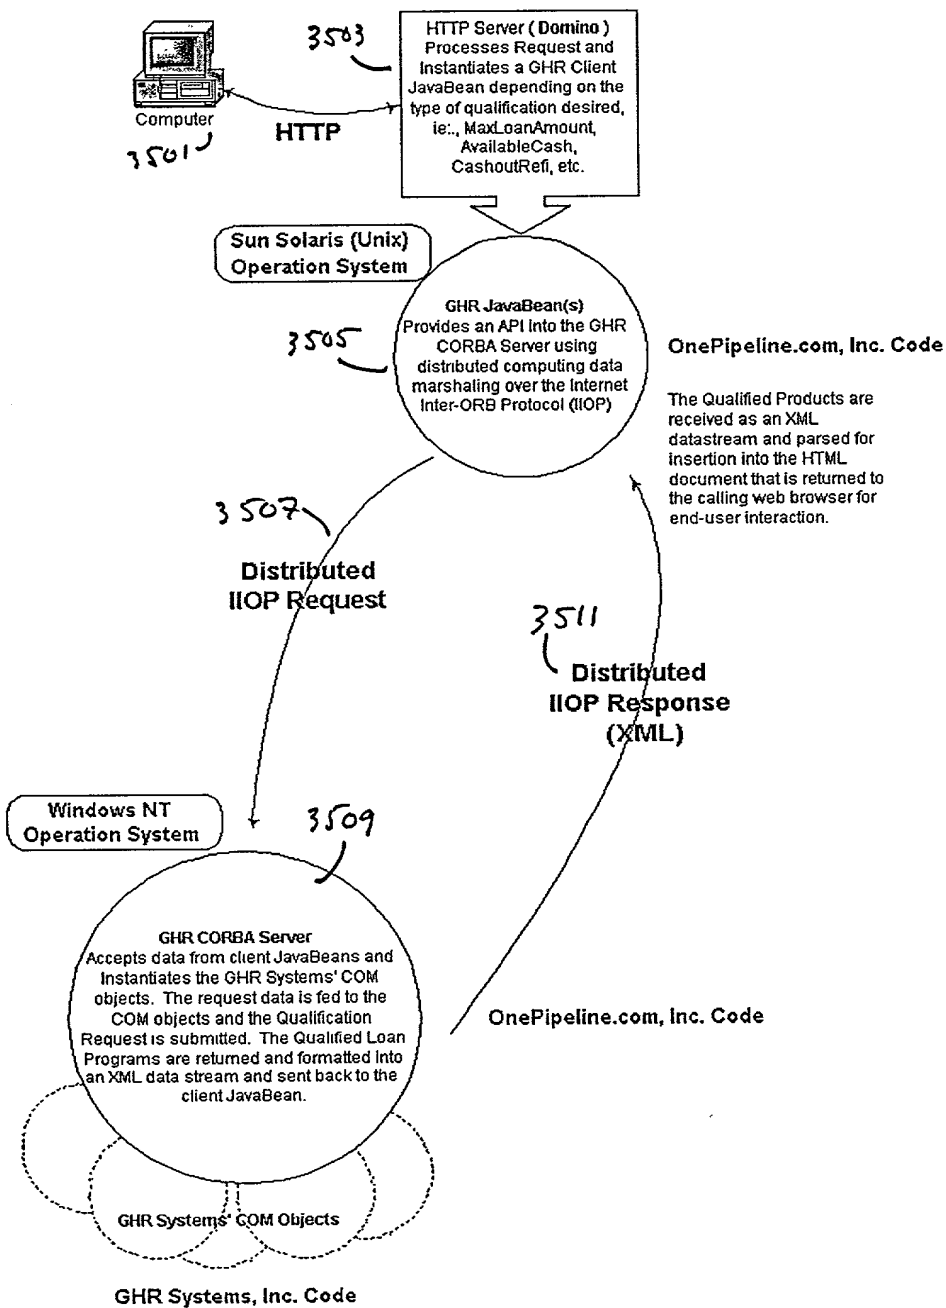 3503
HTTP Server ( Domino )
Processes Request and
Instantiates a GHR Client
JavaBean depending on the
type of qualification desired,
ie:., MaxLoanAmount,
AvailableCash,
CashoutRefi, etc.
Computer
3501
HTTP
Sun Solaris (Unix)
Operation System
GHR JavaBean(s)
Provides an API into the GHR
CORBA Server using
distributed computing data
marshaling over the Internet
Inter-ORB Protocol (IIOP)
3505
OnePipeline.com, Inc. Code
The Qualified Products are
received as an XML
datastream and parsed for
insertion into the HTML
document that is returned to
the calling web browser for
end-user interaction.
3507
Distributed
IIOP Request
3511
Distributed
IIOP Response
(XML)
Windows NT
Operation System
3509
GHR CORBA Server
Accepts data from client JavaBeans and
Instantiates the GHR Systems' COM
objects. The request data is fed to the
COM objects and the Qualification
Request is submitted. The Qualified Loan
Programs are returned and formatted into
an XML data stream and sent back to the
client JavaBean.
OnePipeline.com, Inc. Code
GHR Systems' COM Objects
GHR Systems, Inc. Code